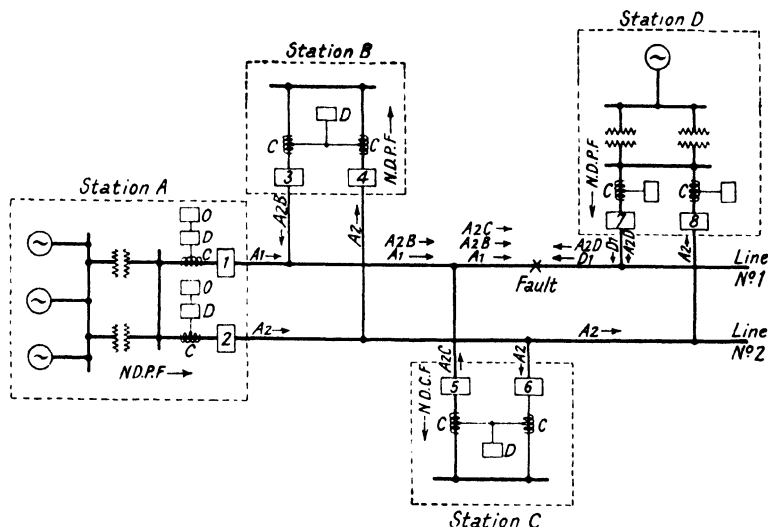 Station D
Station B
D
N.D.P.F
C
C
3
4
A2B
A2
N.D.P.F
C
C
7
8
D1
A2D
A2
Station A
O
D
C
1
A1
O
D
C
2
A2
N.D.P.F
A2B
A1
A2C
A2B
A1
A2D
D1
Fault
Line
Nº1
A2
Line
Nº2
A2C
A2
N.D.C.F
5
6
C
C
D
Station C